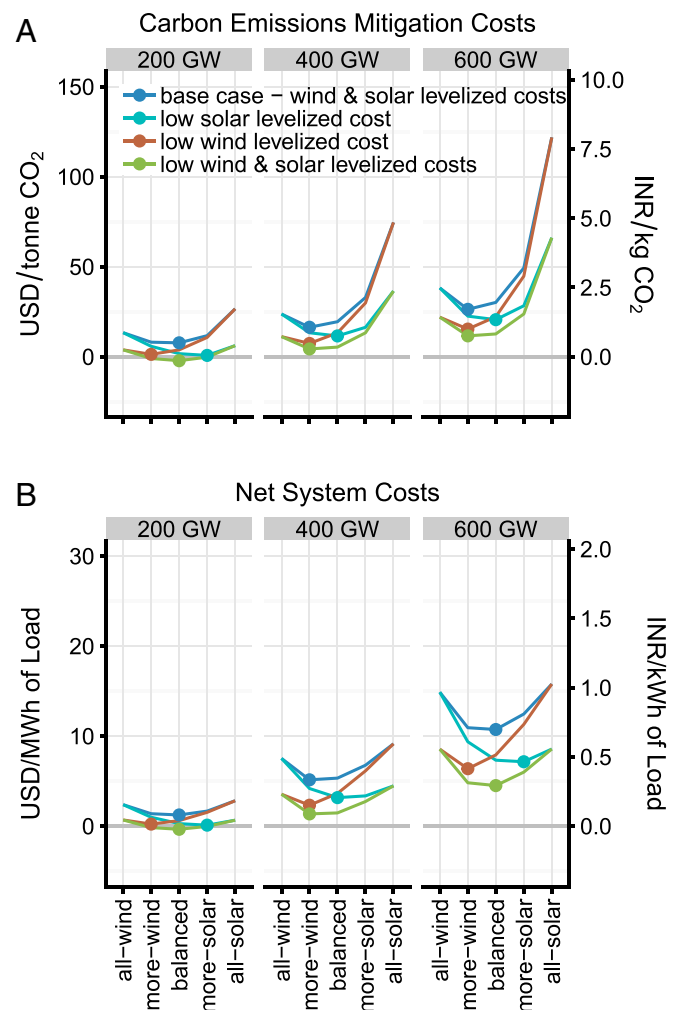 A
Carbon Emissions Mitigation Costs
200 GW
400 GW
600 GW
base case − wind & solar levelized costs
low solar levelized cost
low wind levelized cost
low wind & solar levelized costs
150
100
50
0
USD/tonne CO₂
10.0
7.5
5.0
2.5
0.0
INR/kg CO₂
B
Net System Costs
200 GW
400 GW
600 GW
30
20
10
0
USD/MWh of Load
2.0
1.5
1.0
0.5
0.0
INR/kWh of Load
all−wind
more−wind
balanced
more−solar
all−solar
all−wind
more−wind
balanced
more−solar
all−solar
all−wind
more−wind
balanced
more−solar
all−solar